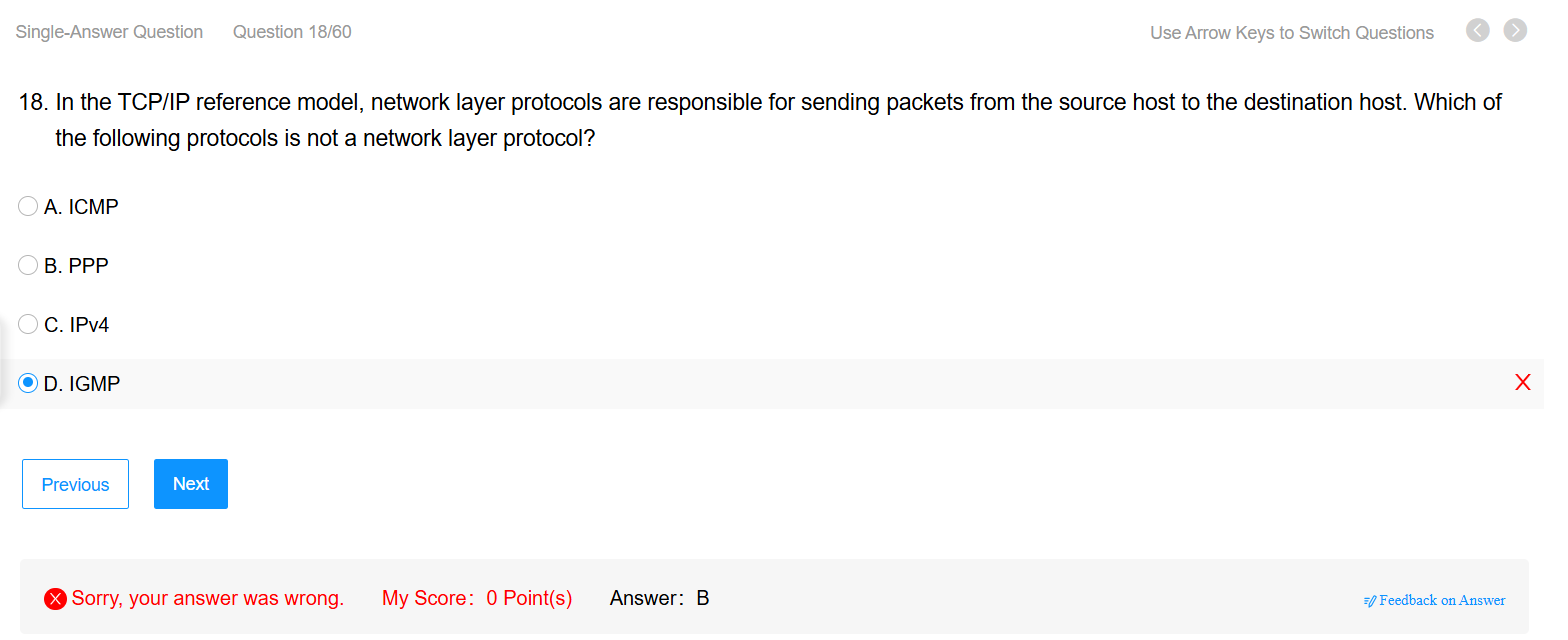 Single-Answer Question Question 18/60 Use Arrow Keys to Switch Questions
18. In the TCP/IP reference model, network layer protocols are responsible for sending packets from the source host to the destination host. Which of
the following protocols is not a network layer protocol?
A. ICMP
B. PPP
C. IPv4
D. IGMP
Previous Next
Sorry, your answer was wrong. My Score: 0 Point(s) Answer: B Feedback on Answer